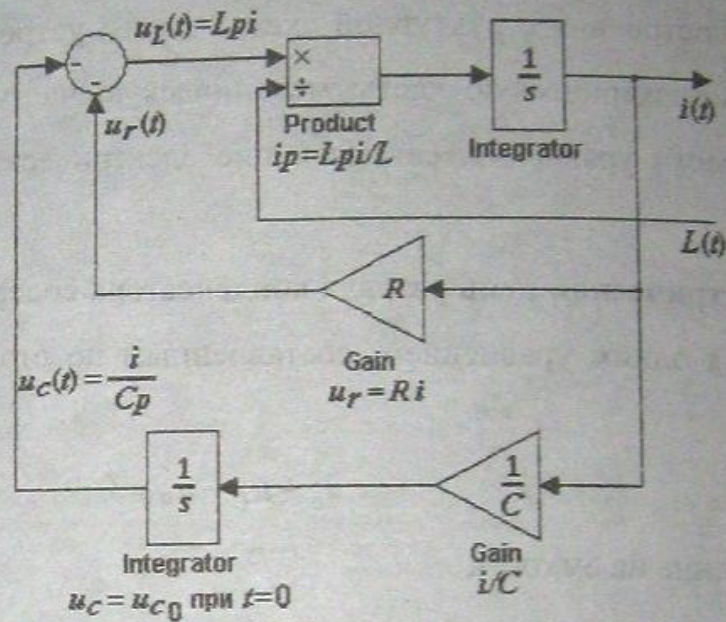 u_L(t)=Lpi
-
-
×
÷
1/s
i(t)
u_r(t)
Product
ip=Lpi/L
Integrator
L(t)
R
u_C(t)=i/Cp
Gain
u_r=Ri
1/s
1/C
Integrator
u_C=u_C0 при t=0
Gain
i/C